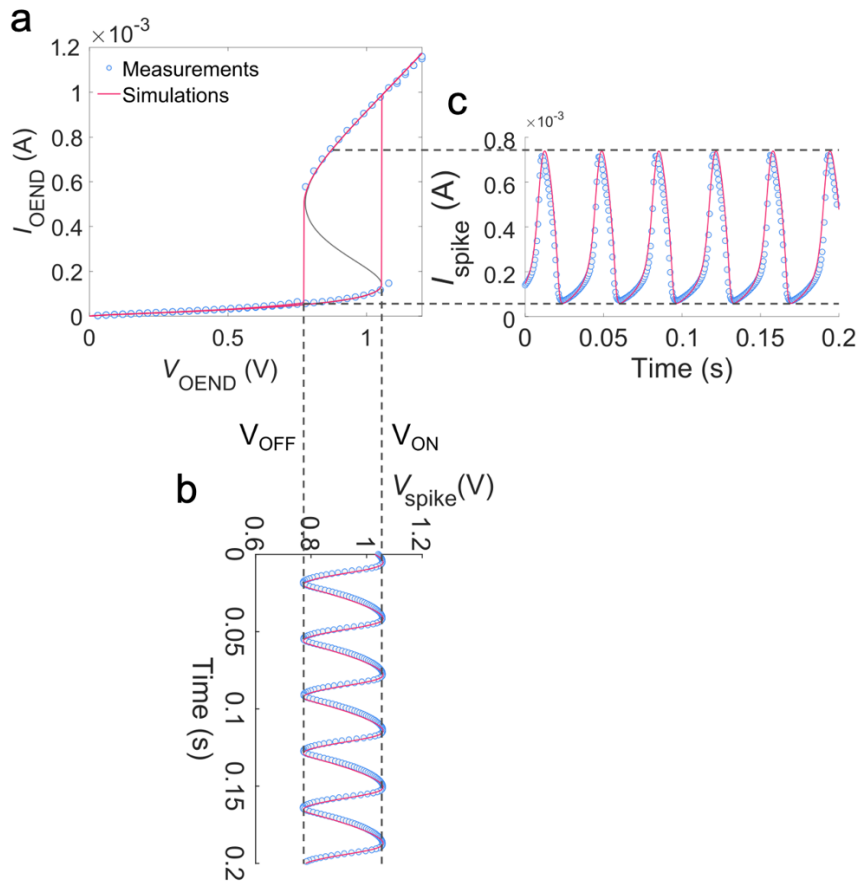 a
×10⁻³
1.2
1
0.8
0.6
0.4
0.2
0
I_OEND (A)
Measurements
Simulations
0
0.5
1
V_OEND (V)
c
×10⁻³
0.8
0.6
0.4
0.2
0
I_spike (A)
0
0.05
0.1
0.15
0.2
Time (s)
V_OFF
V_ON
b
V_spike(V)
0.6
0.8
1
1.2
0
0.05
0.1
0.15
0.2
Time (s)